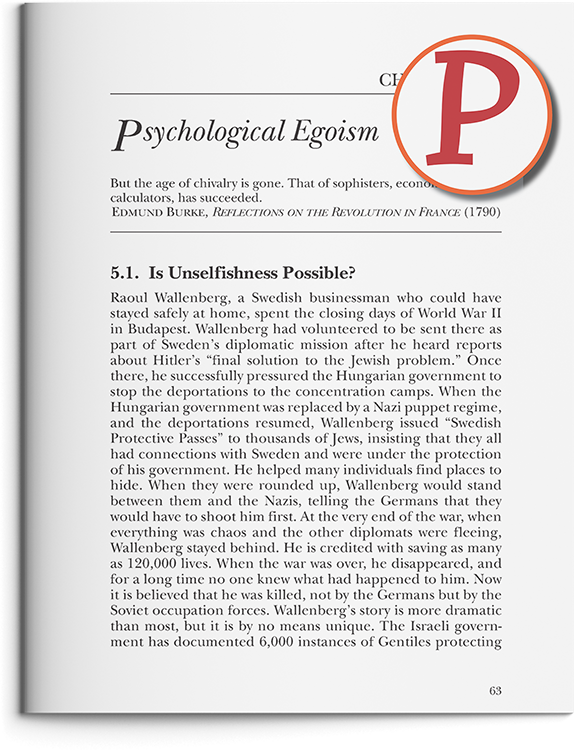 CH
P
Psychological Egoism
But the age of chivalry is gone. That of sophisters,
calculators, has succeeded.
EDMUND BURKE, REFLECTIONS ON THE REVOLUTION IN FRANCE (1790)
5.1. Is Unselfishness Possible?
Raoul Wallenberg, a Swedish businessman who could have
stayed safely at home, spent the closing days of World War II
in Budapest. Wallenberg had volunteered to be sent there as
part of Sweden’s diplomatic mission after he heard reports
about Hitler’s “final solution to the Jewish problem.” Once
there, he successfully pressured the Hungarian government to
stop the deportations to the concentration camps. When the
Hungarian government was replaced by a Nazi puppet regime,
and the deportations resumed, Wallenberg issued “Swedish
Protective Passes” to thousands of Jews, insisting that they all
had connections with Sweden and were under the protection
of his government. He helped many individuals find places to
hide. When they were rounded up, Wallenberg would stand
between them and the Nazis, telling the Germans that they
would have to shoot him first. At the very end of the war, when
everything was chaos and the other diplomats were fleeing,
Wallenberg stayed behind. He is credited with saving as many
as 120,000 lives. When the war was over, he disappeared, and
for a long time no one knew what had happened to him. Now
it is believed that he was killed, not by the Germans but by the
Soviet occupation forces. Wallenberg’s story is more dramatic
than most, but it is by no means unique. The Israeli govern-
ment has documented 6,000 instances of Gentiles protecting
63